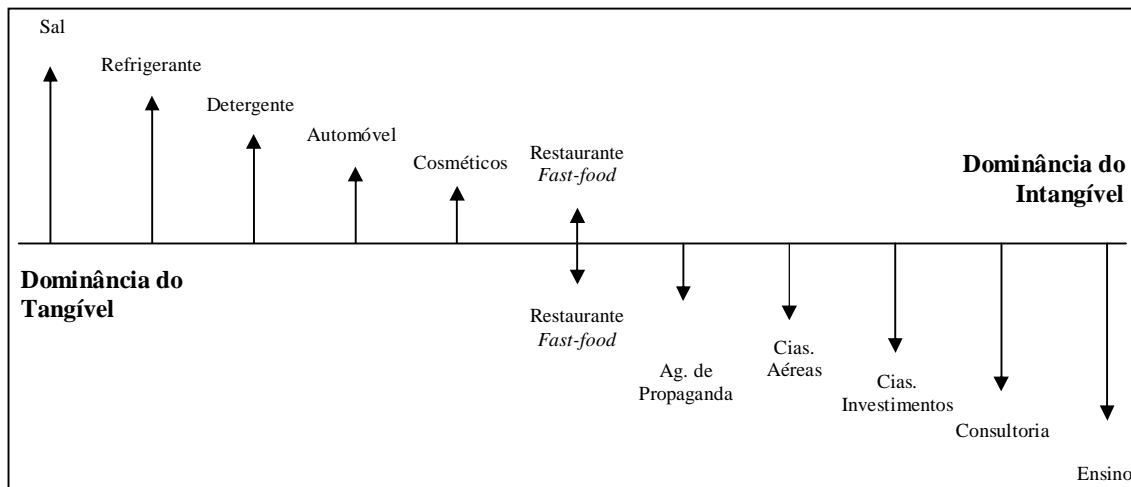 Sal
Refrigerante
Detergente
Automóvel
Cosméticos
Restaurante
Fast-food
Dominância do
Intangível
Dominância do
Tangível
Restaurante
Fast-food
Ag. de
Propaganda
Cias.
Aéreas
Cias.
Investimentos
Consultoria
Ensino